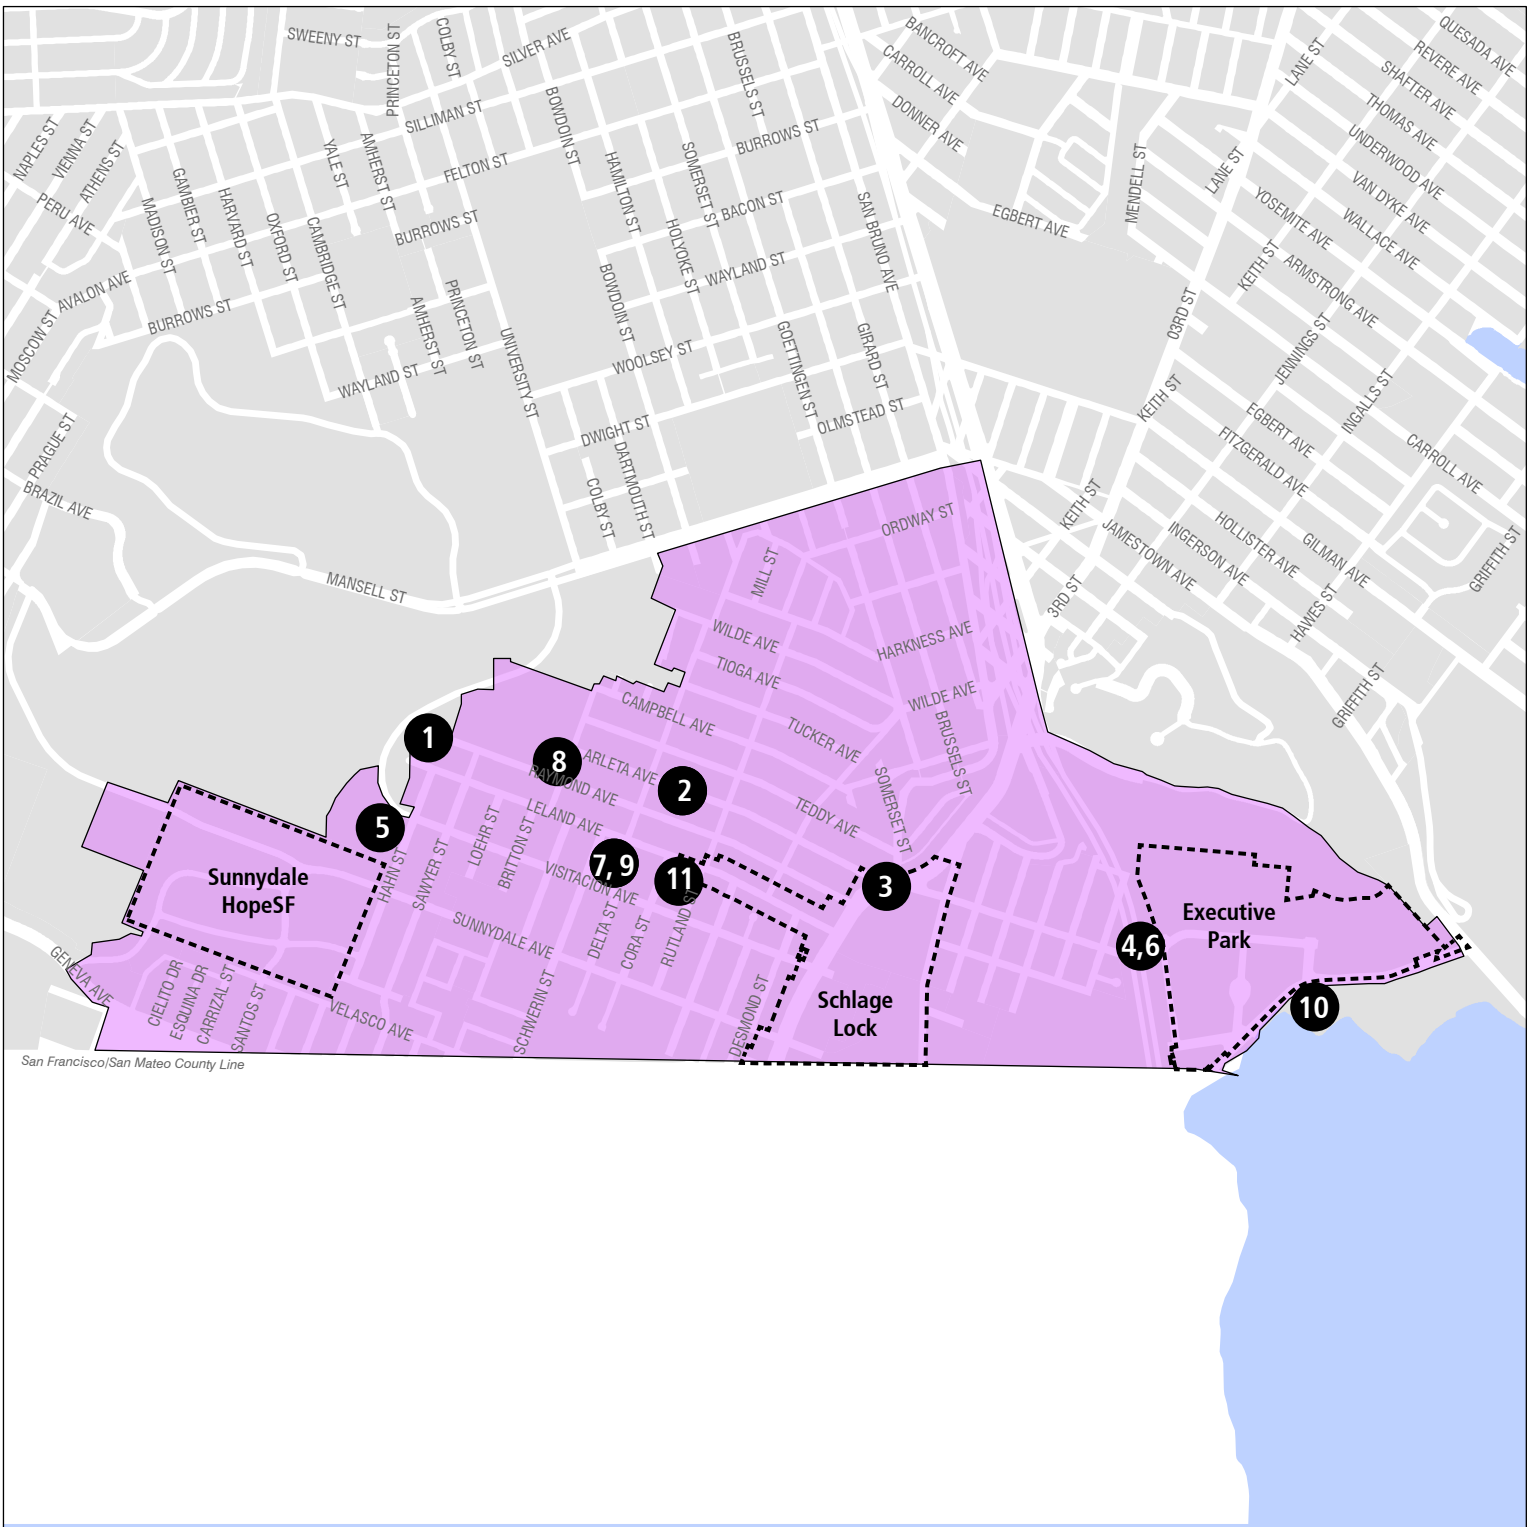 SWEENY ST
PRINCETON ST
COLBY ST
SILVER AVE
BRUSSELS ST
BANCROFT AVE
LANE ST
QUESADA AVE
REVERE AVE
CARROLL AVE
SHAFTER AVE
THOMAS AVE
DONNER AVE
SILLIMAN ST
BOWDOIN ST
NAPLES ST
VIENNA ST
ATHENS ST
YALE ST
AMHERST ST
FELTON ST
HAMILTON ST
SOMERSET ST
BURROWS ST
MENDELL ST
LANE ST
UNDERWOOD AVE
VAN DYKE AVE
PERU AVE
MADISON ST
GAMBIER ST
HARVARD ST
OXFORD ST
CAMBRIDGE ST
BURROWS ST
HOLYOKE ST
BACON ST
SAN BRUNO AVE
EGBERT AVE
YOSEMITE AVE
WALLACE AVE
KEITH ST
ARMSTRONG AVE
AVALON AVE
WAYLAND ST
BOWDOIN ST
MOSCOW ST
BURROWS ST
AMHERST ST
PRINCETON ST
UNIVERSITY ST
WOOLSEY ST
GOETTINGEN ST
GIRARD ST
03RD ST
JENNINGS ST
WAYLAND ST
INGALLS ST
KEITH ST
PRAGUE ST
DWIGHT ST
OLMSTEAD ST
EGBERT AVE
FITZGERALD AVE
CARROLL AVE
BRAZIL AVE
DARTMOUTH ST
COLBY ST
KEITH ST
ORDWAY ST
JAMESTOWN AVE
INGERSON AVE
HOLLISTER AVE
GILMAN AVE
GRIFFITH ST
MANSELL ST
MILL ST
3RD ST
HAWES ST
WILDE AVE
HARKNESS AVE
TIOGA AVE
WILDE AVE
GRIFFITH ST
CAMPBELL AVE
TUCKER AVE
BRUSSELS ST
1
8
ARLETA AVE
RAYMOND AVE
2
SOMERSET ST
TEDDY AVE
LELAND AVE
5
LOEHR ST
BRITTON ST
HAHN ST
SAWYER ST
7, 9
VISITACION AVE
11
3
Sunnydale
HopeSF
Executive
Park
4,6
SUNNYDALE AVE
DELTA ST
CORA ST
RUTLAND ST
GENEVA AVE
CIELITO DR
ESQUINA DR
CARRIZAL ST
SANTOS ST
VELASCO AVE
SCHWERIN ST
DESMOND ST
Schlage
Lock
10
San Francisco/San Mateo County Line